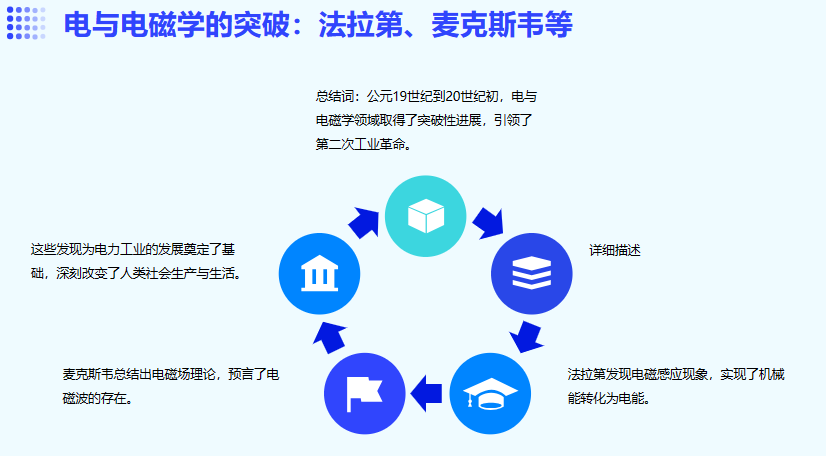 电与电磁学的突破：法拉第、麦克斯韦等
总结词：公元19世纪到20世纪初，电与
电磁学领域取得了突破性进展，引领了
第二次工业革命。
详细描述
法拉第发现电磁感应现象，实现了机械
能转化为电能。
麦克斯韦总结出电磁场理论，预言了电
磁波的存在。
这些发现为电力工业的发展奠定了基
础，深刻改变了人类社会生产与生活。